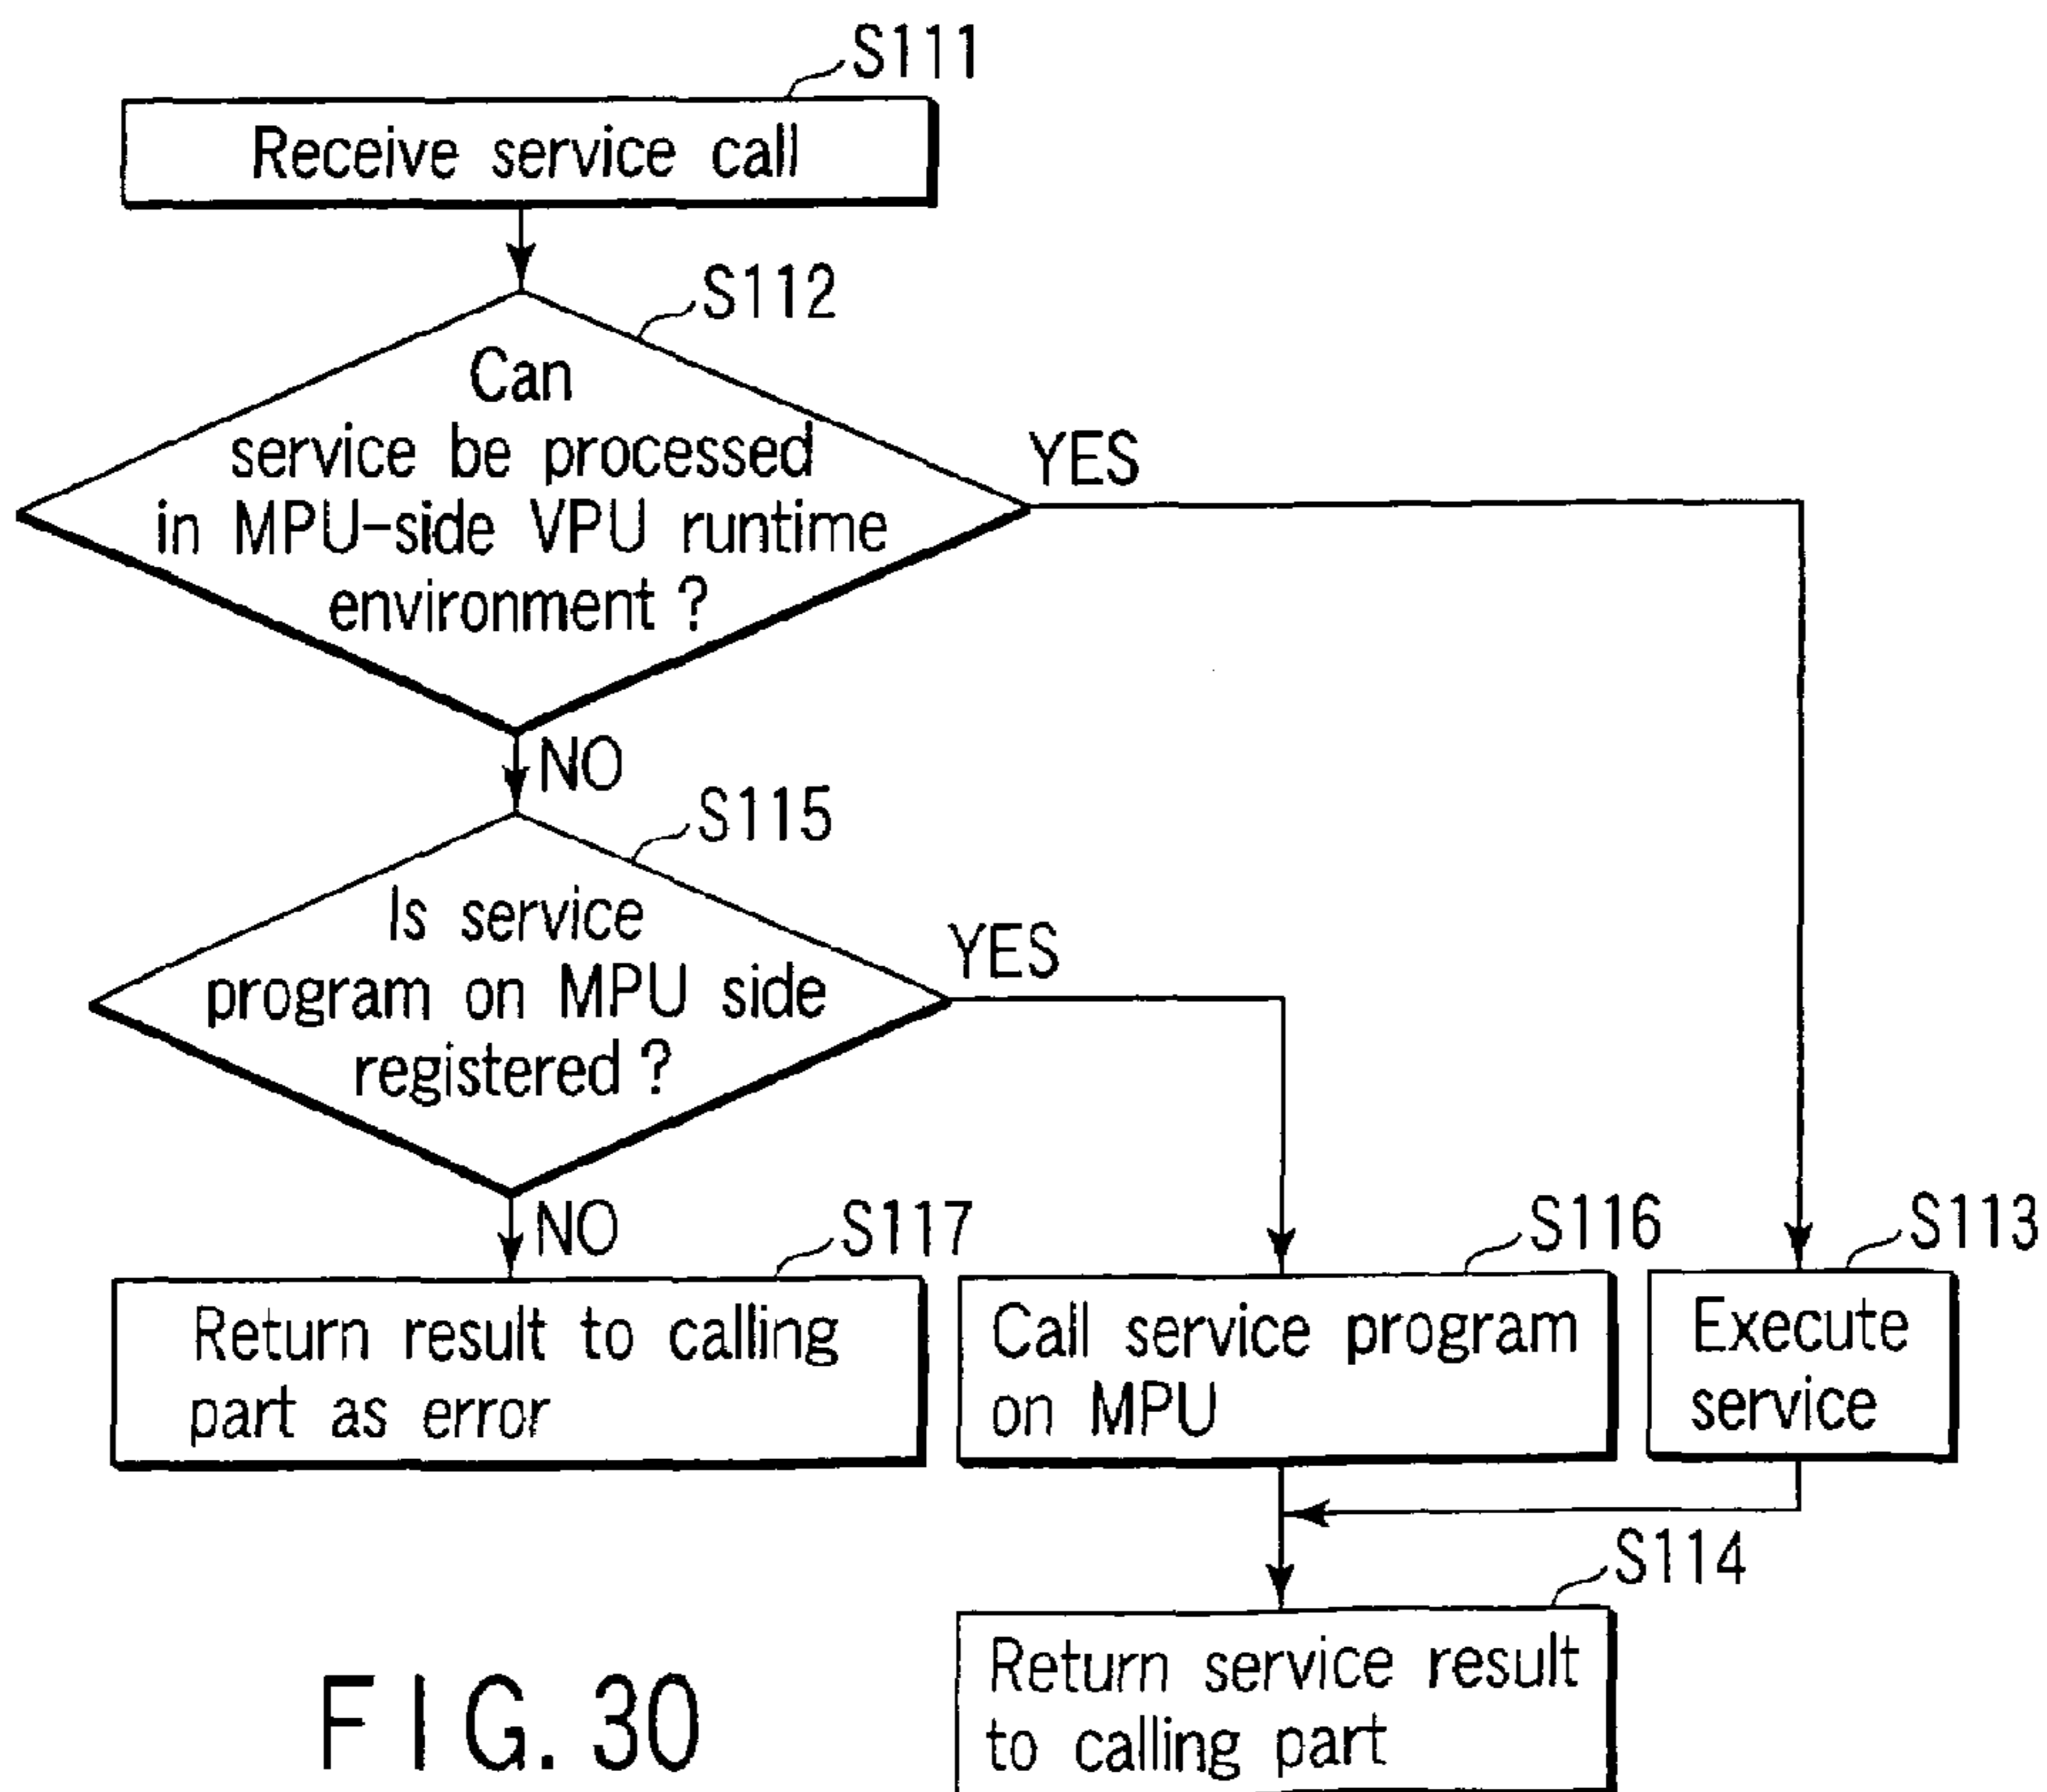 S111
Receive service call
S112
Can
service be processed
in MPU-side VPU runtime
environment ?
YES
NO
S115
Is service
program on MPU side
registered ?
YES
NO
S117
Return result to calling
part as error
S116
Call service program
on MPU
S113
Execute
service
S114
Return service result
to calling part
FIG. 30